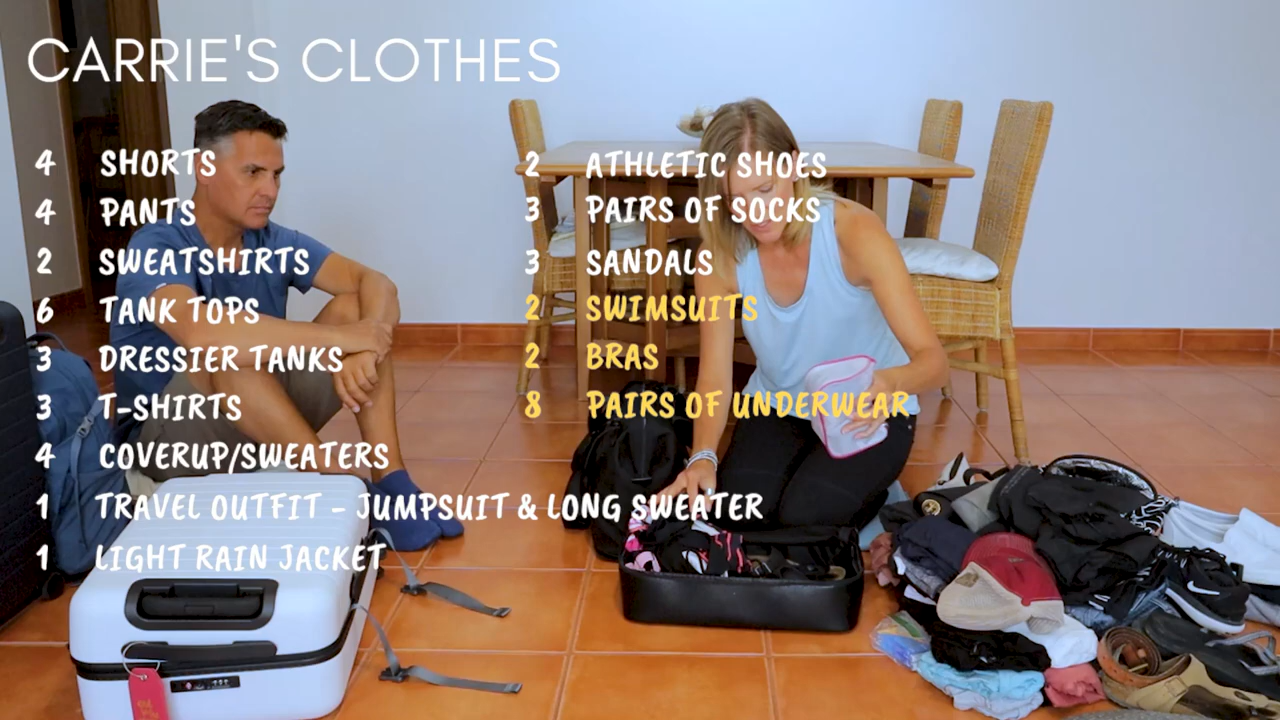 CARRIE'S CLOTHES
4 SHORTS
4 PANTS
2 SWEATSHIRTS
6 TANK TOPS
3 DRESSIER TANKS
3 T-SHIRTS
4 COVERUP/SWEATERS
1 TRAVEL OUTFIT - JUMPSUIT & LONG SWEATER
1 LIGHT RAIN JACKET
2 ATHLETIC SHOES
3 PAIRS OF SOCKS
3 SANDALS
2 SWIMSUITS
2 BRAS
8 PAIRS OF UNDERWEAR